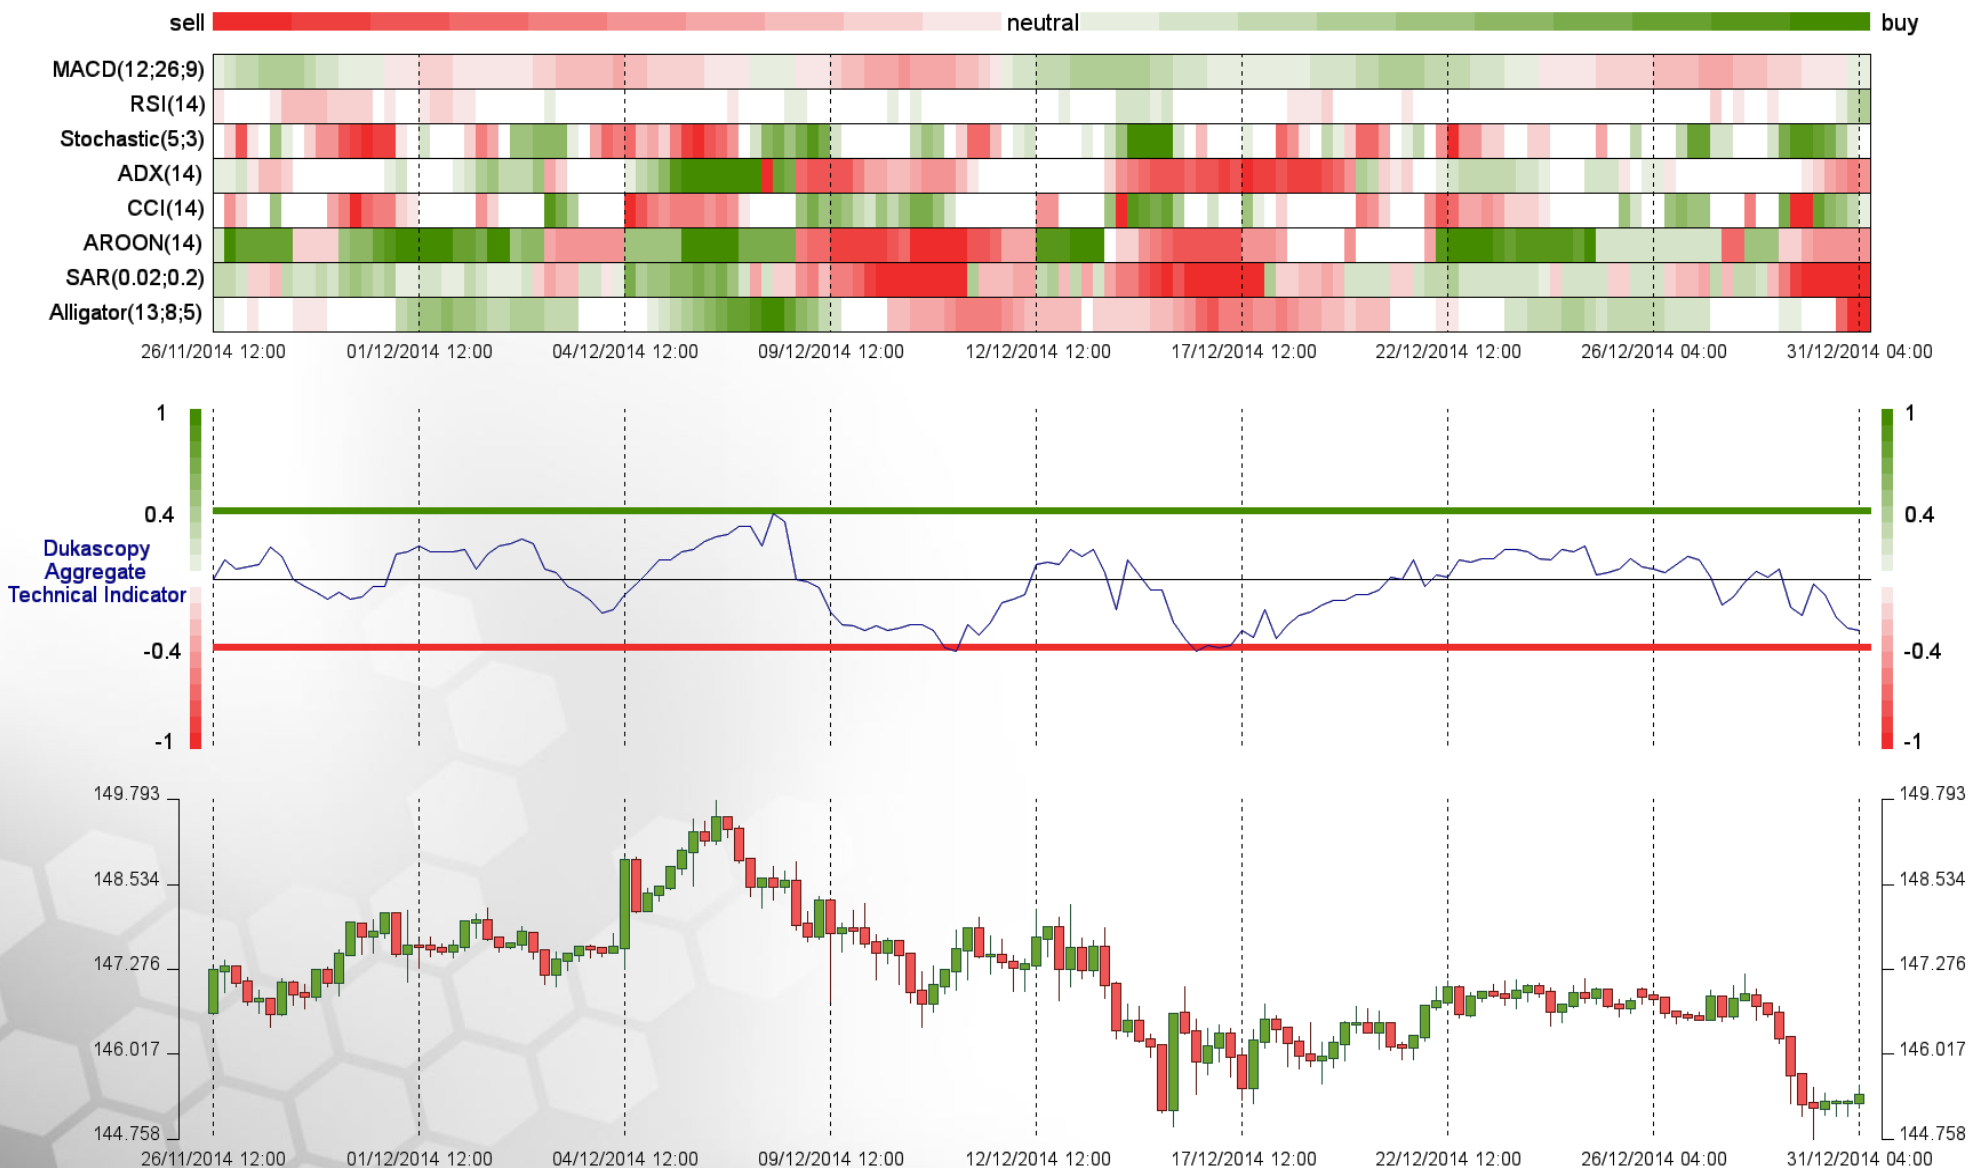 sell neutral buy
MACD(12;26;9)
RSI(14)
Stochastic(5;3)
ADX(14)
CCI(14)
AROON(14)
SAR(0.02;0.2)
Alligator(13;8;5)
26/11/2014 12:00 01/12/2014 12:00 04/12/2014 12:00 09/12/2014 12:00 12/12/2014 12:00 17/12/2014 12:00 22/12/2014 12:00 26/12/2014 04:00 31/12/2014 04:00
1 1
0.4 0.4
Dukascopy
Aggregate
Technical Indicator
-0.4 -0.4
-1 -1
149.793 149.793
148.534 148.534
147.276 147.276
146.017 146.017
144.758 144.758
26/11/2014 12:00 01/12/2014 12:00 04/12/2014 12:00 09/12/2014 12:00 12/12/2014 12:00 17/12/2014 12:00 22/12/2014 12:00 26/12/2014 04:00 31/12/2014 04:00